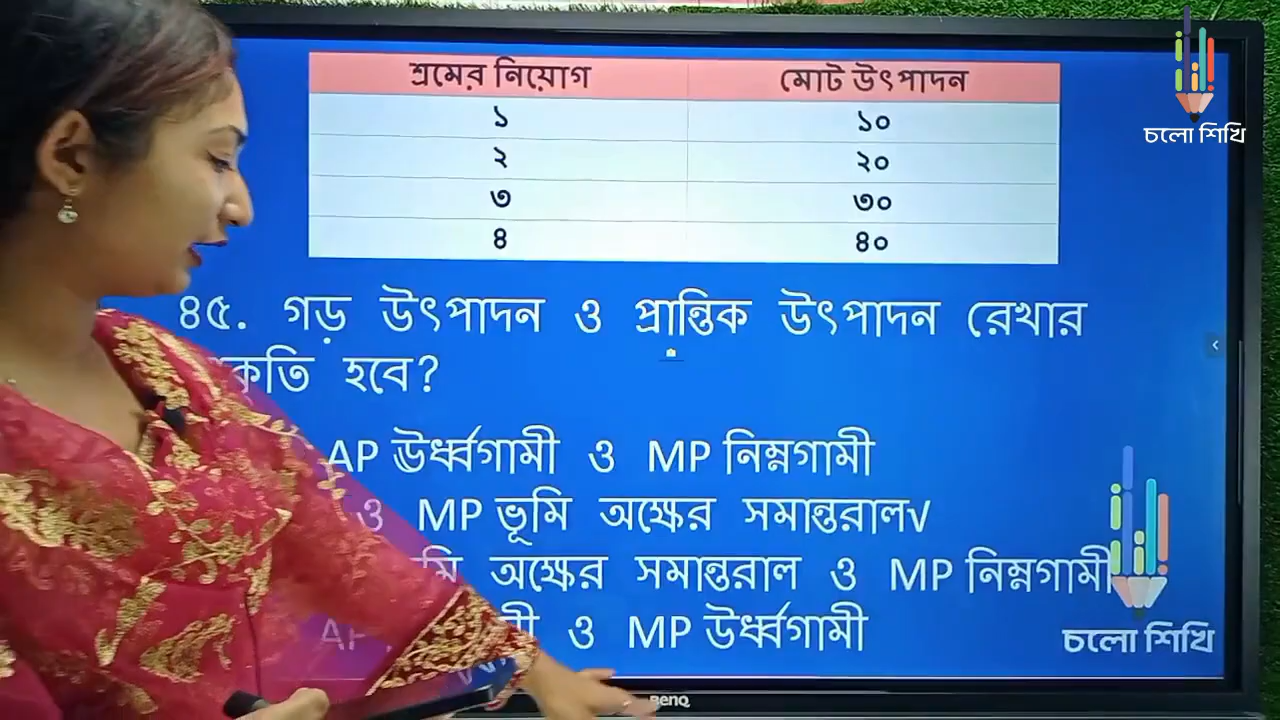 শ্রমের নিয়োগ মোট উৎপাদন
১ ১০
২ ২০
৩ ৩০
৪ ৪০
চলো শিখি
৪৫. গড় উৎপাদন ও প্রান্তিক উৎপাদন রেখার
হবে?
AP ঊর্ধ্বগামী ও MP নিম্নগামী
ও MP ভূমি অক্ষের সমান্তরাল√
অক্ষের সমান্তরাল ও MP নিম্নগামী
ও MP ঊর্ধ্বগামী
চলো শিখি
BENQ